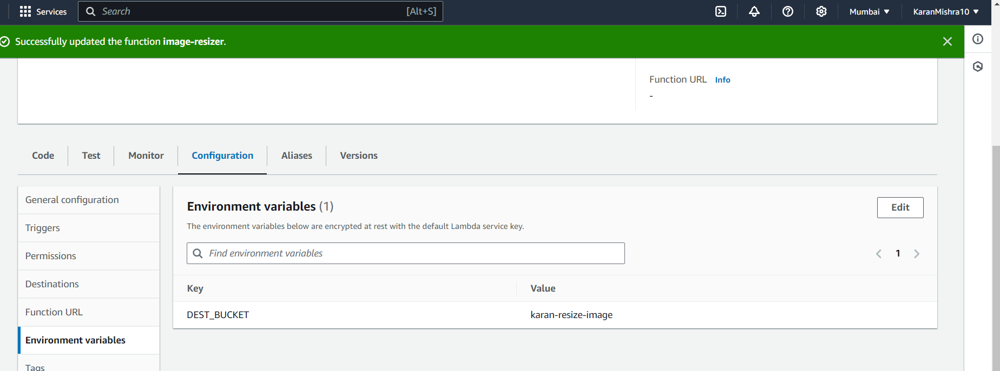 Services
Search
[Alt+S]
Mumbai ▼
KaranMishra10 ▼
Successfully updated the function image-resizer.
Function URL Info
-
Code
Test
Monitor
Configuration
Aliases
Versions
General configuration
Triggers
Permissions
Destinations
Function URL
Environment variables
Tags
Environment variables (1)
Edit
The environment variables below are encrypted at rest with the default Lambda service key.
Find environment variables
1
Key Value
DEST_BUCKET karan-resize-image